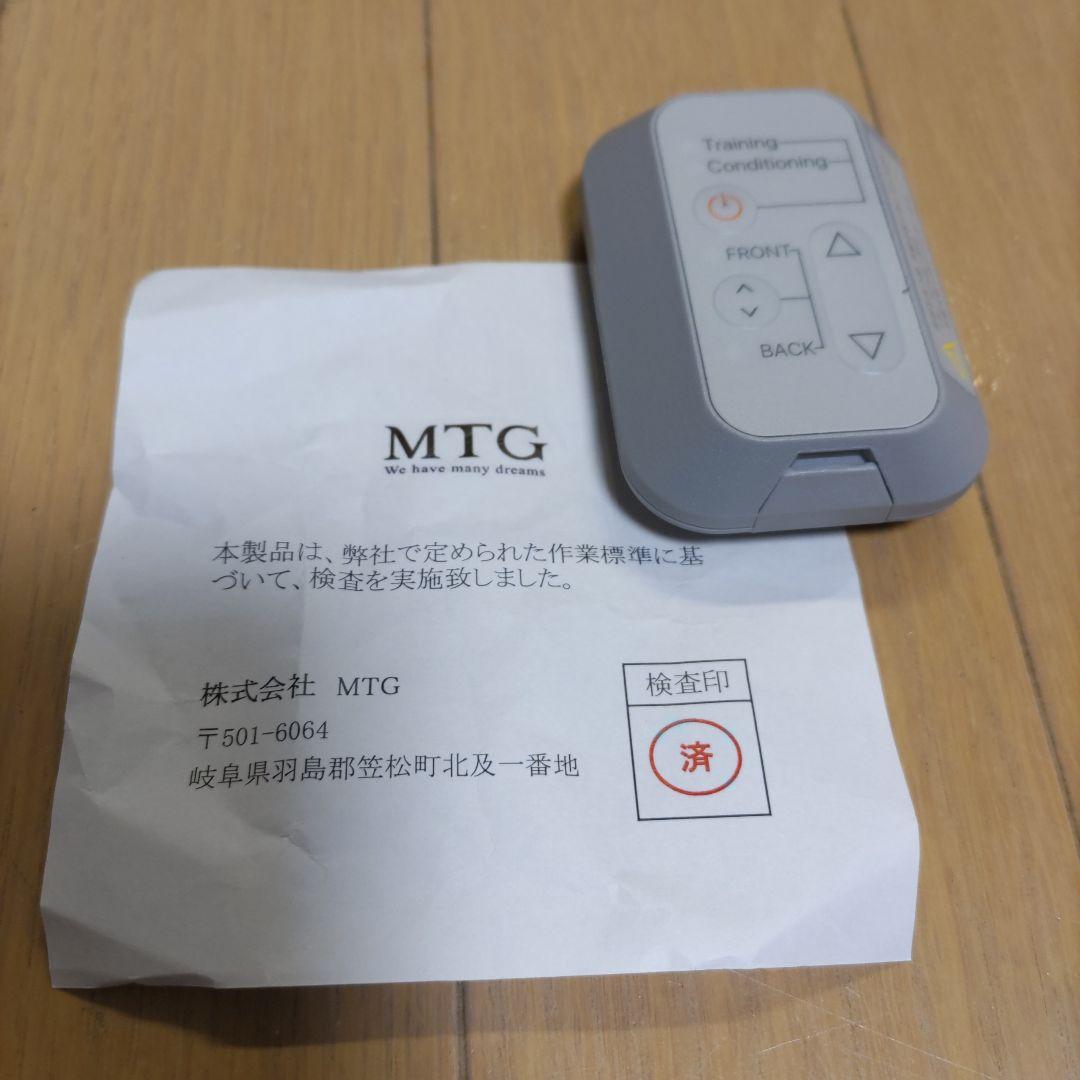 Training
Conditioning
FRONT
BACK
MTG
We have many dreams
本製品は、弊社で定められた作業標準に基
づいて、検査を実施致しました。
株式会社 MTG
〒501-6064
岐阜県羽島郡笠松町北及一番地
検査印
済